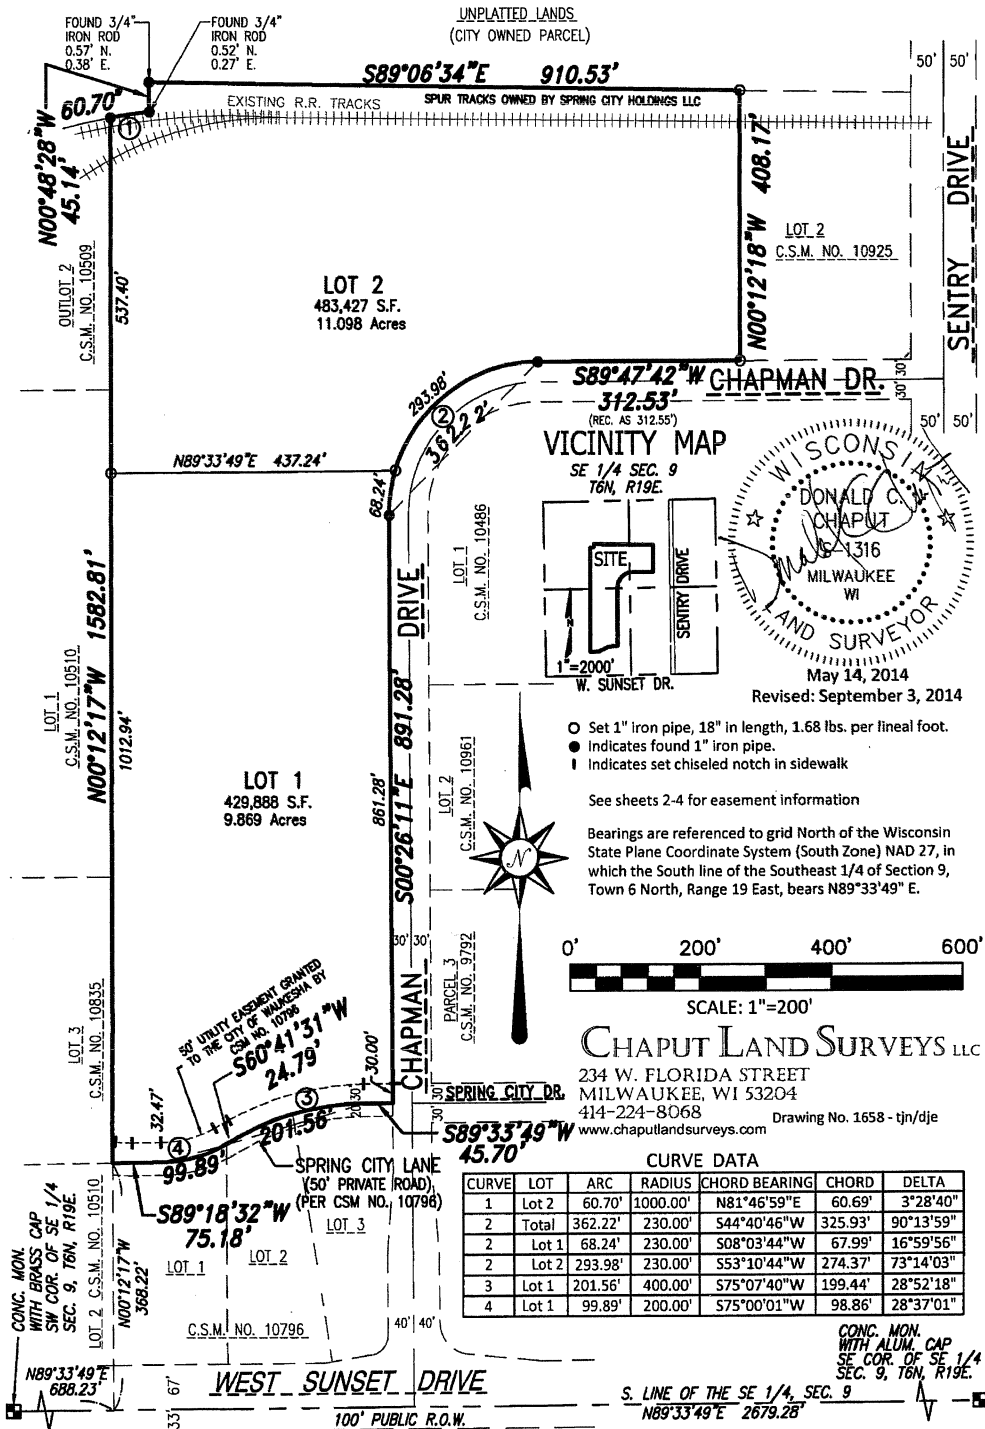 UNPLATTED LANDS
(CITY OWNED PARCEL)
FOUND 3/4"
IRON ROD
0.57' N.
0.38' E.
FOUND 3/4"
IRON ROD
0.52' N.
0.27' E.
S89°06'34"E 910.53'
60.70'
1
EXISTING R.R. TRACKS
SPUR TRACKS OWNED BY SPRING CITY HOLDINGS LLC
N00°48'28"W
45.14'
50' 50'
SENTRY DRIVE
N00°12'18"W 408.17'
LOT 2
C.S.M. NO. 10925
OUTLOT 2
C.S.M. NO. 10509
537.40'
LOT 2
483,427 S.F.
11.098 Acres
S89°47'42"W
312.53'
(REC. AS 312.55')
CHAPMAN DR.
30' 30'
50' 50'
293.98'
2
362.22'
N89°33'49"E 437.24'
68.24'
VICINITY MAP
SE 1/4 SEC. 9
T6N, R19E.
SITE
SENTRY DRIVE
N
1"=2000'
W. SUNSET DR.
WISCONSIN
DONALD C.
CHAPUT
S-1316
MILWAUKEE
WI
LAND SURVEYOR
May 14, 2014
Revised: September 3, 2014
LOT 1
C.S.M. NO. 10486
DRIVE
N00°12'17"W 1582.81'
LOT 1
C.S.M. NO. 10510
1012.94'
LOT 1
429,888 S.F.
9.869 Acres
861.28'
S00°26'11"E 891.28'
LOT 2
C.S.M. NO. 10961
Set 1" iron pipe, 18" in length, 1.68 lbs. per lineal foot.
Indicates found 1" iron pipe.
Indicates set chiseled notch in sidewalk
See sheets 2-4 for easement information
Bearings are referenced to grid North of the Wisconsin
State Plane Coordinate System (South Zone) NAD 27, in
which the South line of the Southeast 1/4 of Section 9,
Town 6 North, Range 19 East, bears N89°33'49" E.
N
0' 200' 400' 600'
SCALE: 1"=200'
30' 30'
CHAPMAN
PARCEL 3
C.S.M. NO. 9792
LOT 3
C.S.M. NO. 10835
50' UTILITY EASEMENT GRANTED
TO THE CITY OF WAUKESHA BY
CSM NO. 10796
S60°41'31"W
24.79'
30.00'
CHAPUT LAND SURVEYS LLC
234 W. FLORIDA STREET
MILWAUKEE, WI 53204
414-224-8068
www.chaputlandsurveys.com
Drawing No. 1658 - tjn/dje
SPRING CITY DR.
30' 30'
32.47'
3
201.56'
20' 30'
4
99.89'
S89°33'49"W
45.70'
SPRING CITY LANE
(50' PRIVATE ROAD)
(PER CSM NO. 10796)
S89°18'32"W
75.18'
CURVE DATA
CURVE LOT ARC RADIUS CHORD BEARING CHORD DELTA
1 Lot 2 60.70' 1000.00' N81°46'59"E 60.69' 3°28'40"
2 Total 362.22' 230.00' S44°40'46"W 325.93' 90°13'59"
2 Lot 1 68.24' 230.00' S08°03'44"W 67.99' 16°59'56"
2 Lot 2 293.98' 230.00' S53°10'44"W 274.37' 73°14'03"
3 Lot 1 201.56' 400.00' S75°07'40"W 199.44' 28°52'18"
4 Lot 1 99.89' 200.00' S75°00'01"W 98.86' 28°37'01"
CONC. MON.
WITH BRASS CAP
SW COR. OF SE 1/4
SEC. 9, T6N, R19E.
LOT 2 C.S.M. NO. 10510
N00°12'17"W
368.22'
LOT 1
LOT 2
LOT 3
C.S.M. NO. 10796
40' 40'
CONC. MON.
WITH ALUM. CAP
SE COR. OF SE 1/4
SEC. 9, T6N, R19E.
N89°33'49"E
688.23'
67'
33'
WEST SUNSET DRIVE
100' PUBLIC R.O.W.
S. LINE OF THE SE 1/4, SEC. 9
N89°33'49"E 2679.28'